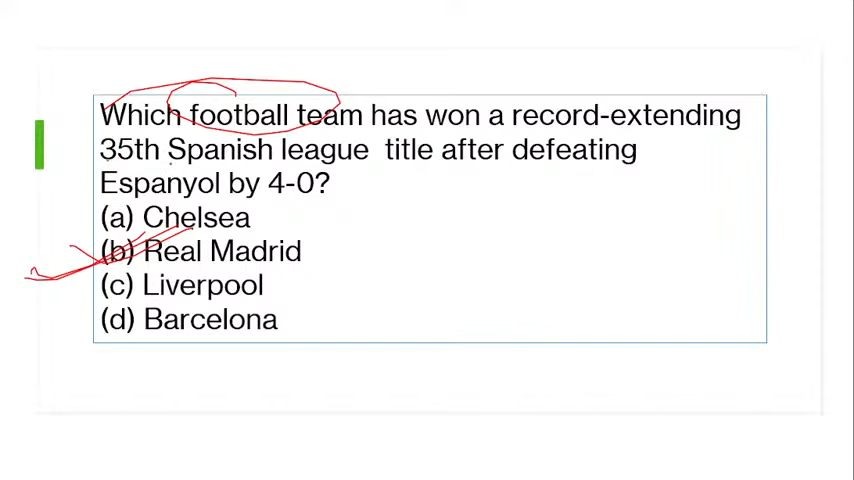 Which football team has won a record-extending
35th Spanish league title after defeating
Espanyol by 4-0?
(a) Chelsea
(b) Real Madrid
(c) Liverpool
(d) Barcelona